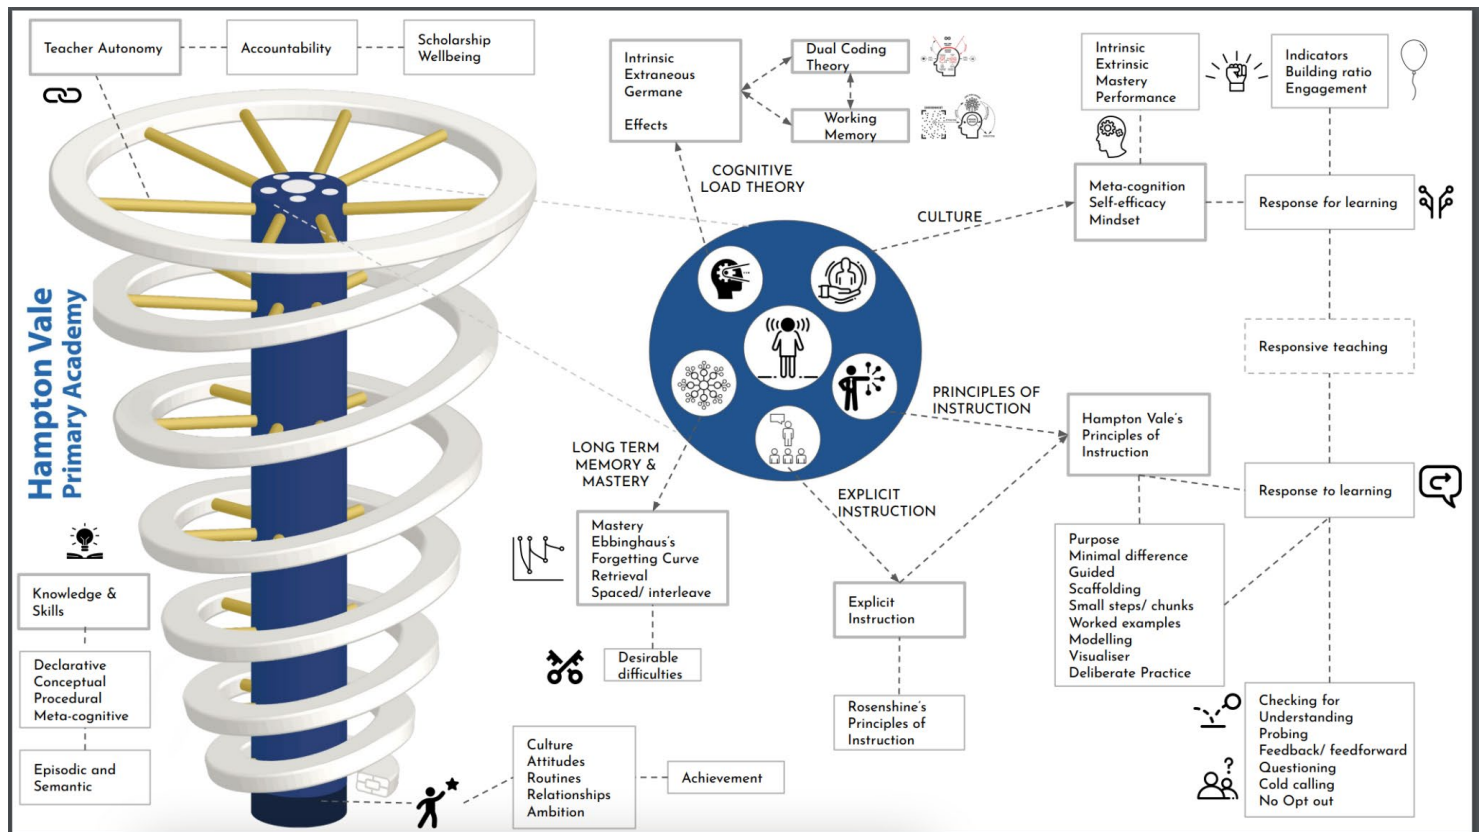 Teacher Autonomy
Accountability
Scholarship
Wellbeing
Intrinsic
Extraneous
Germane
Effects
Dual Coding
Theory
Working
Memory
COGNITIVE
LOAD THEORY
Intrinsic
Extrinsic
Mastery
Performance
Indicators
Building ratio
Engagement
CULTURE
Meta-cognition
Self-efficacy
Mindset
Response for learning
Responsive teaching
Hampton Vale
Primary Academy
PRINCIPLES OF
INSTRUCTION
Hampton Vale's
Principles of
Instruction
Response to learning
LONG TERM
MEMORY &
MASTERY
EXPLICIT
INSTRUCTION
Mastery
Ebbinghaus's
Forgetting Curve
Retrieval
Spaced/ interleave
Desirable
difficulties
Explicit
Instruction
Rosenshine's
Principles of
Instruction
Purpose
Minimal difference
Guided
Scaffolding
Small steps/ chunks
Worked examples
Modelling
Visualiser
Deliberate Practice
Knowledge &
Skills
Declarative
Conceptual
Procedural
Meta-cognitive
Episodic and
Semantic
Culture
Attitudes
Routines
Relationships
Ambition
Achievement
Checking for
Understanding
Probing
Feedback/ feedforward
Questioning
Cold calling
No Opt out